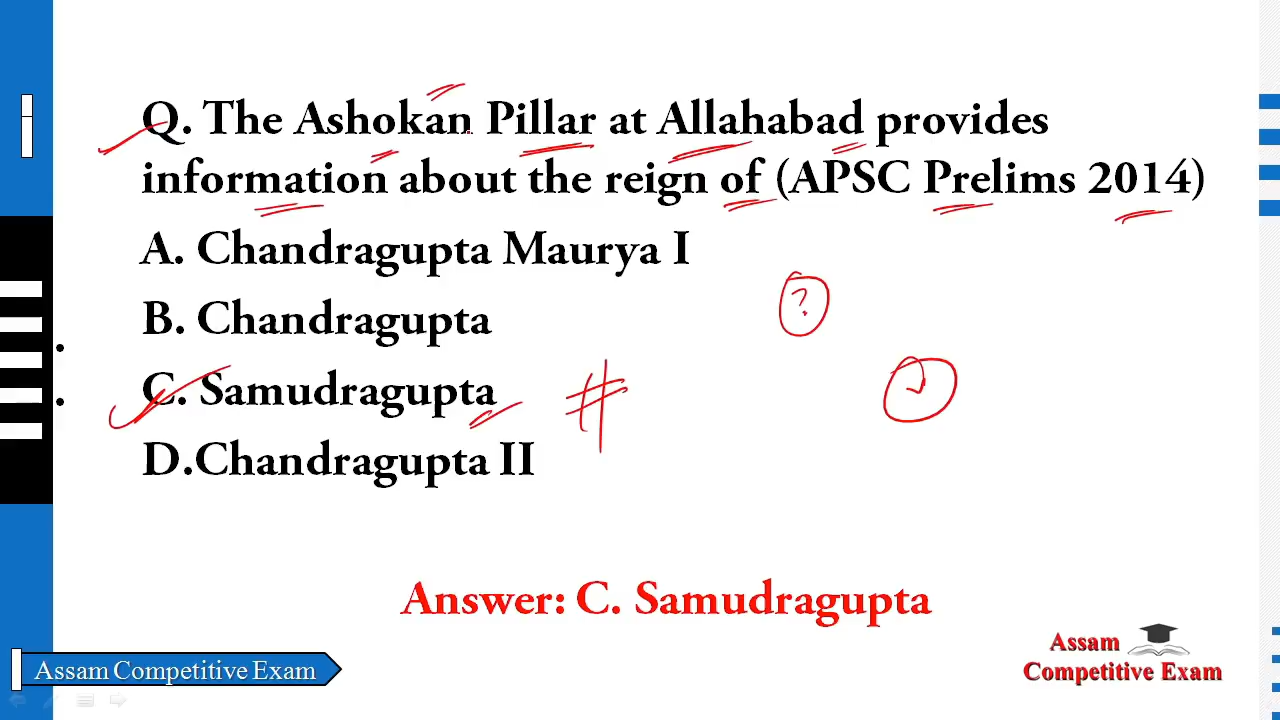 Q. The Ashokan Pillar at Allahabad provides
information about the reign of (APSC Prelims 2014)
A. Chandragupta Maurya I
B. Chandragupta
C. Samudragupta
D.Chandragupta II
?
#
Answer: C. Samudragupta
Assam Competitive Exam
Assam
Competitive Exam